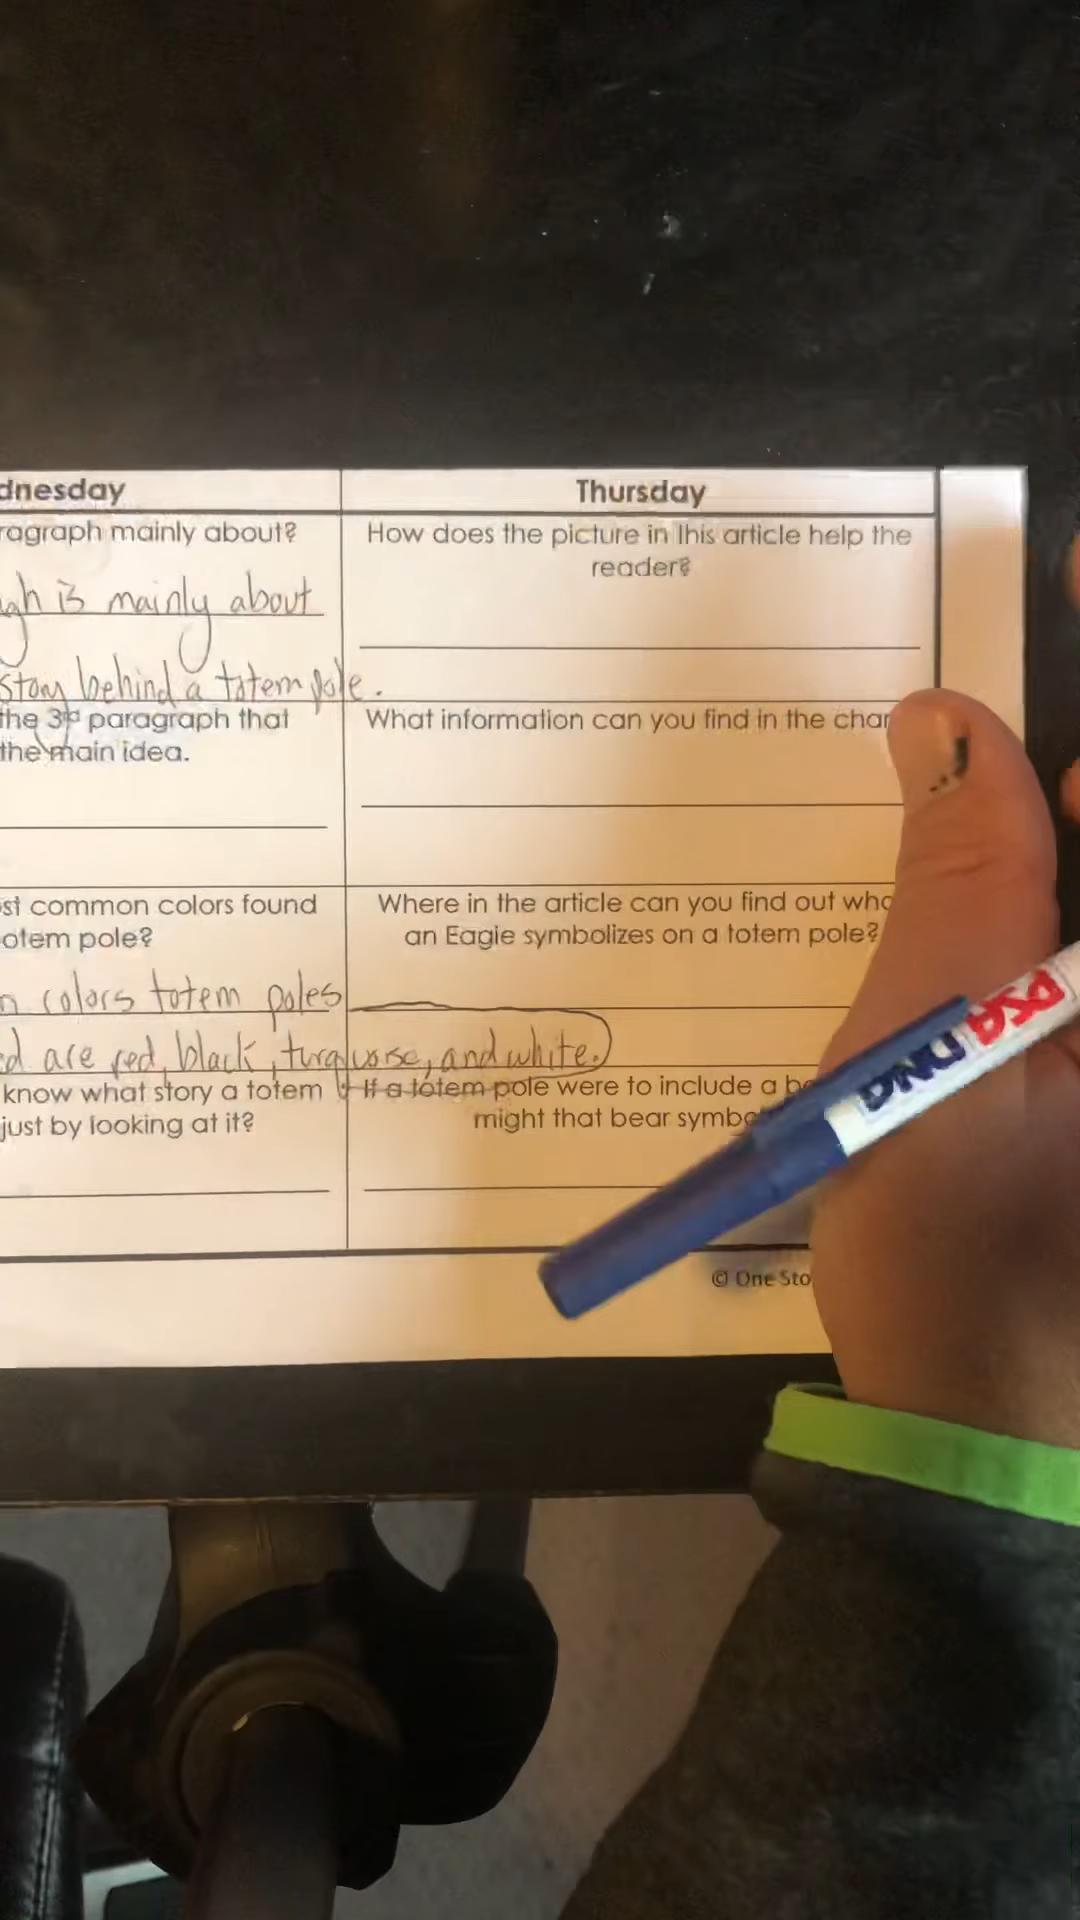 dnesday
ragraph mainly about?
gh is mainly about
story behind a totem pole.
the 3rd paragraph that
the main idea.
st common colors found
otem pole?
n colors totem poles
d are red, black, turquoise, and white.
know what story a totem
just by looking at it?
Thursday
How does the picture in this article help the
reader?
What information can you find in the char
Where in the article can you find out wha
an Eagle symbolizes on a totem pole?
If a totem pole were to include a be
might that bear symbo
© One Sto